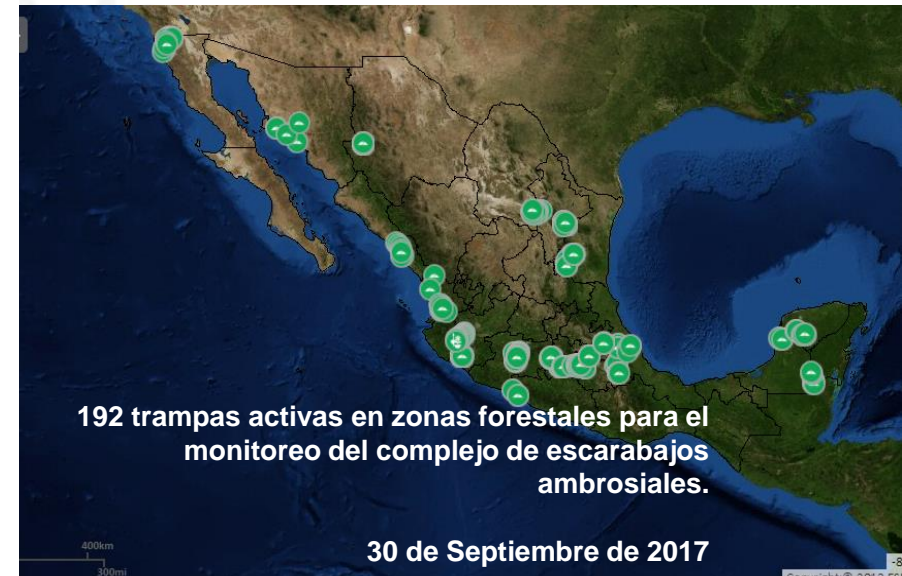 192 trampas activas en zonas forestales para el
monitoreo del complejo de escarabajos
ambrosiales.
30 de Septiembre de 2017
400km
300mi
-8